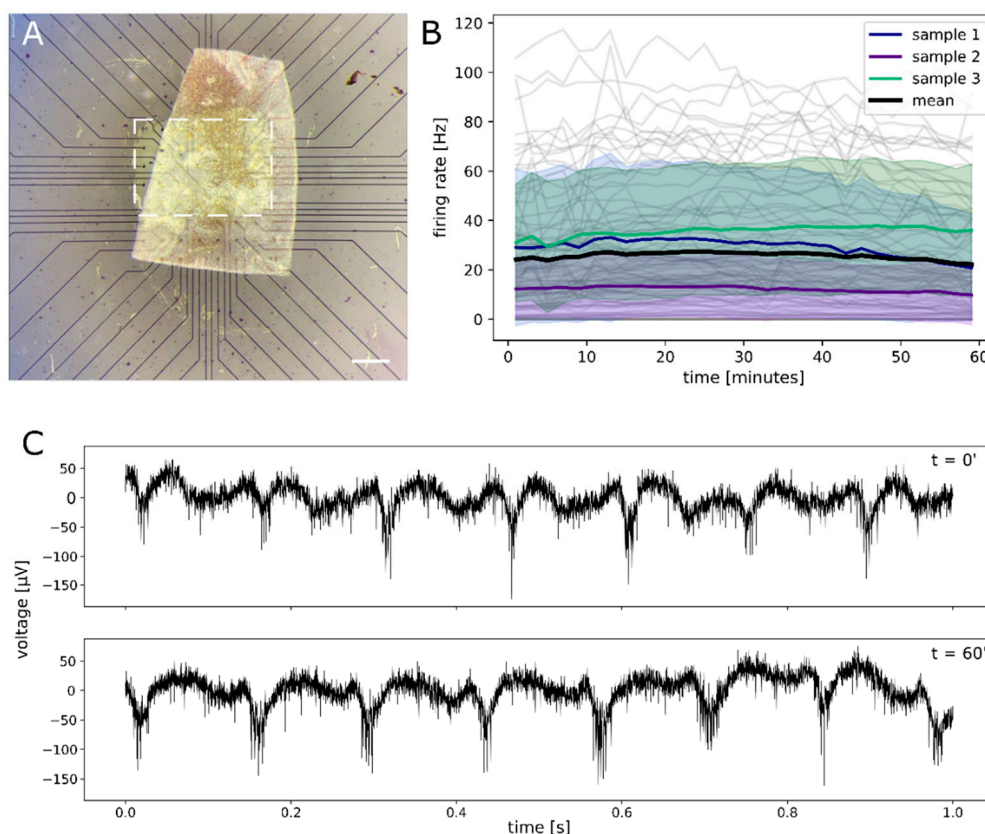 A
B
120
100
80
60
40
20
0
firing rate [Hz]
sample 1
sample 2
sample 3
mean
0
10
20
30
40
50
60
time [minutes]
C
50
0
−50
−100
−150
t = 0'
voltage [μV]
50
0
−50
−100
−150
t = 60'
0.0
0.2
0.4
0.6
0.8
1.0
time [s]